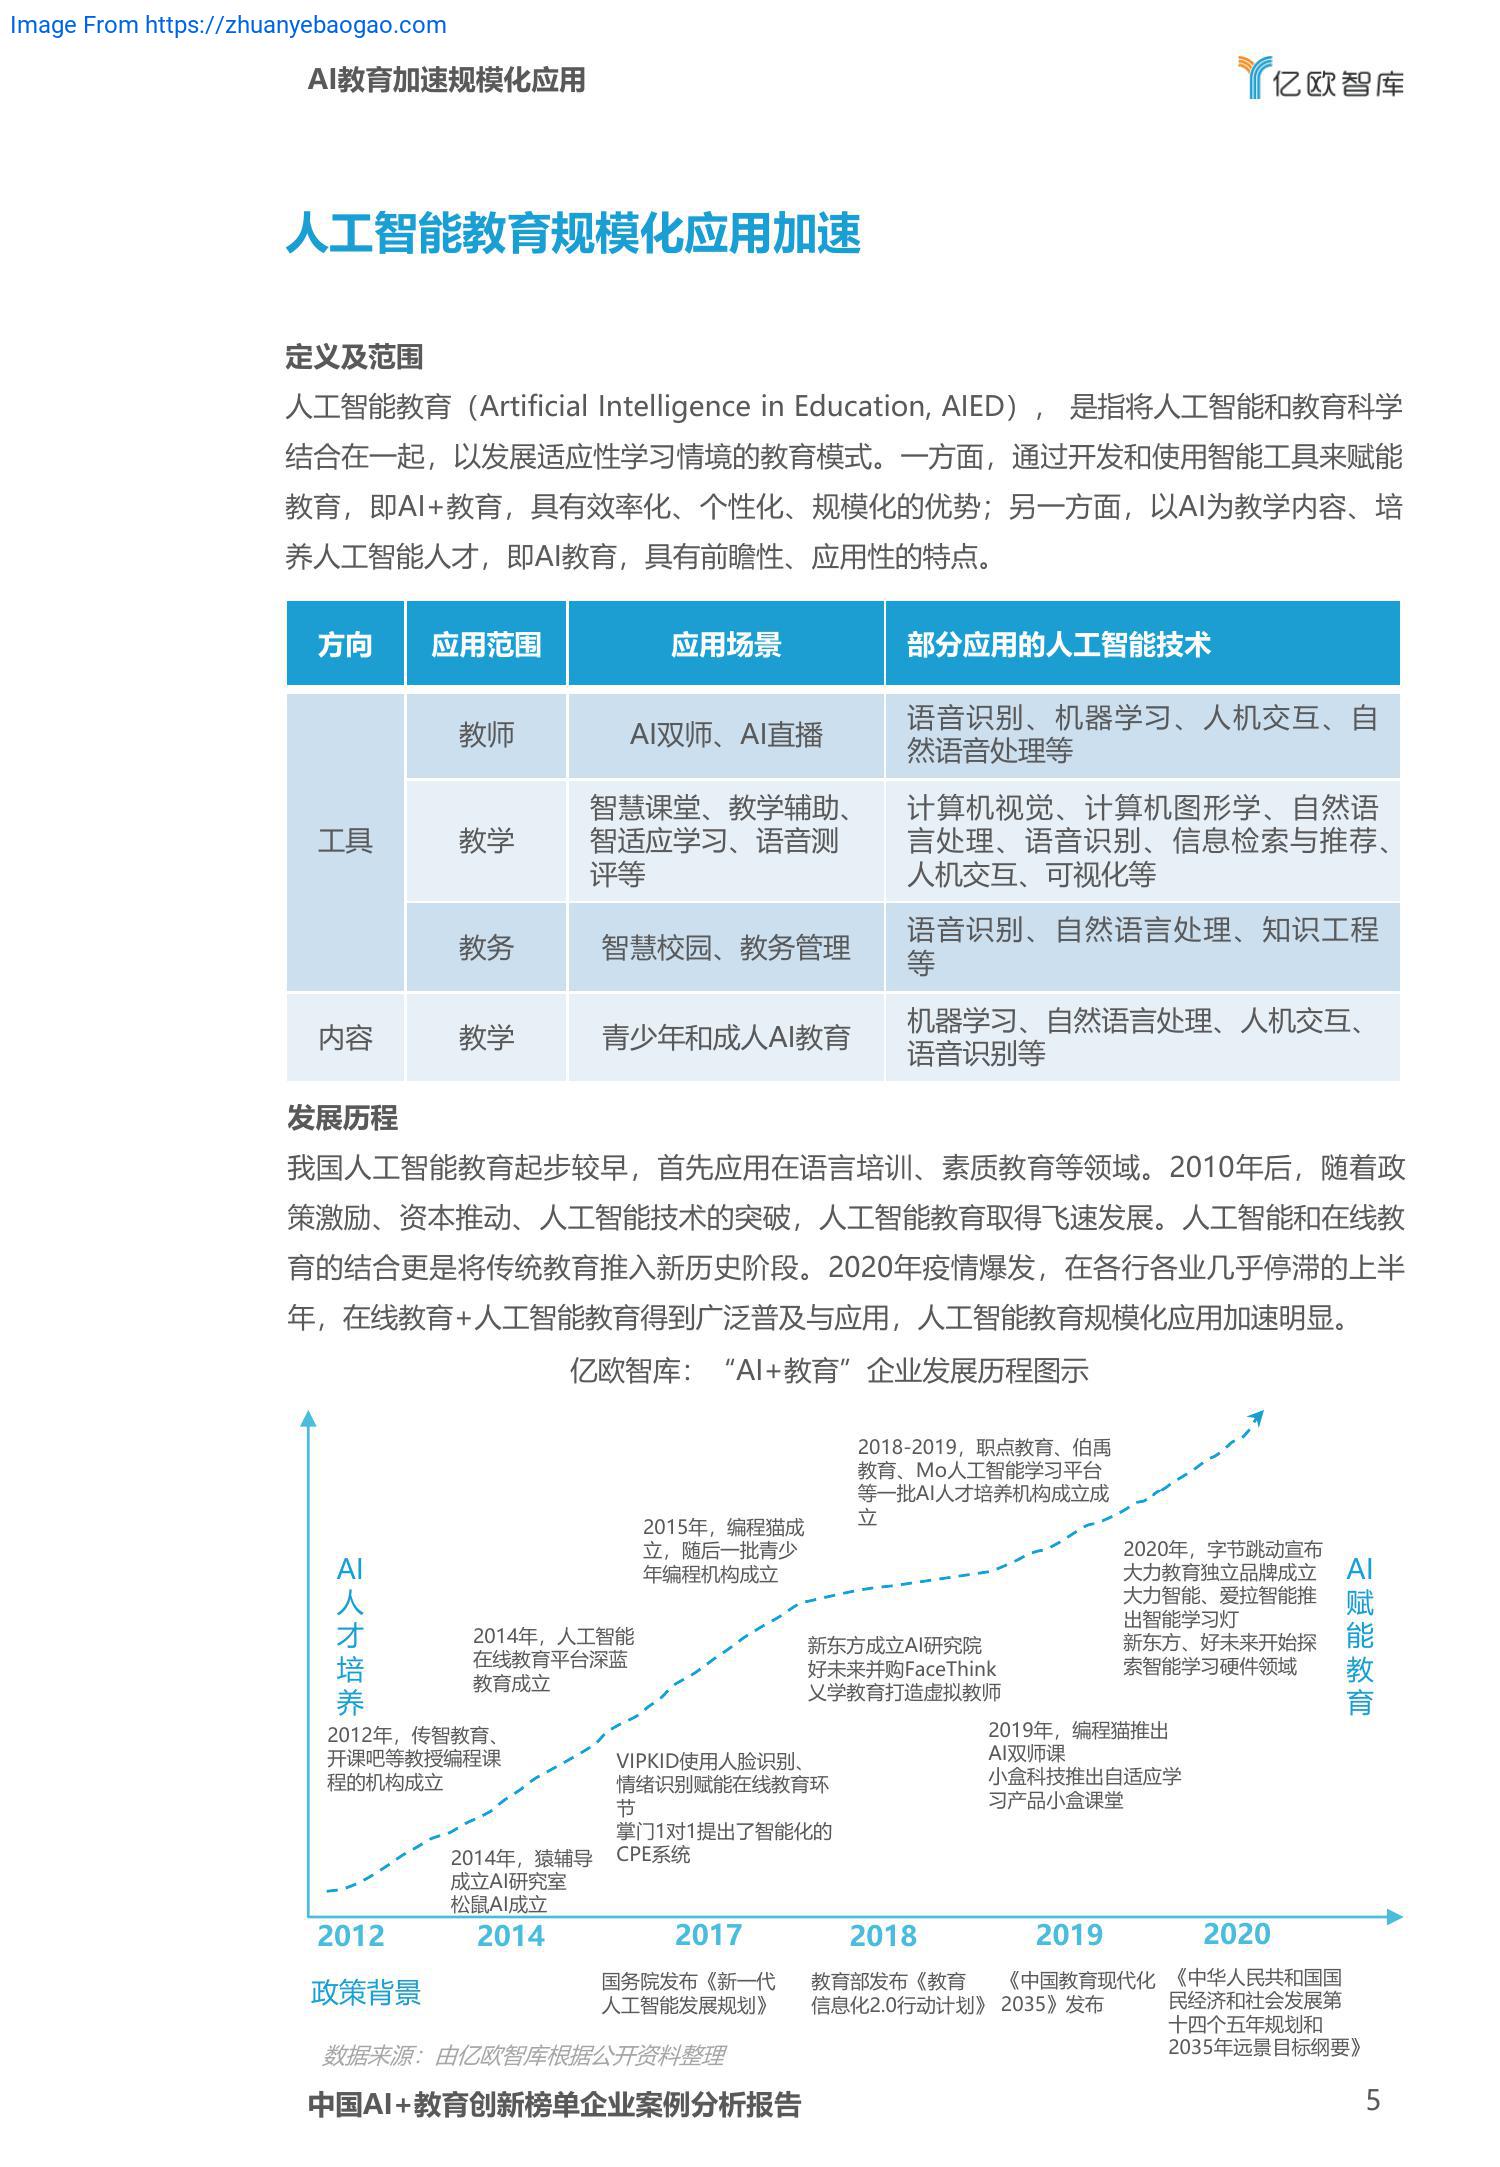 Image From https://zhuanyebaogao.com
AI教育加速规模化应用
亿欧智库
人工智能教育规模化应用加速
定义及范围
人工智能教育（Artificial Intelligence in Education, AIED）， 是指将人工智能和教育科学
结合在一起，以发展适应性学习情境的教育模式。一方面，通过开发和使用智能工具来赋能
教育，即AI+教育，具有效率化、个性化、规模化的优势；另一方面，以AI为教学内容、培
养人工智能人才，即AI教育，具有前瞻性、应用性的特点。
方向
应用范围
应用场景
部分应用的人工智能技术
工具
教师
AI双师、AI直播
语音识别、机器学习、人机交互、自
然语音处理等
教学
智慧课堂、教学辅助、
智适应学习、语音测
评等
计算机视觉、计算机图形学、自然语
言处理、语音识别、信息检索与推荐、
人机交互、可视化等
教务
智慧校园、教务管理
语音识别、自然语言处理、知识工程
等
内容
教学
青少年和成人AI教育
机器学习、自然语言处理、人机交互、
语音识别等
发展历程
我国人工智能教育起步较早，首先应用在语言培训、素质教育等领域。2010年后，随着政
策激励、资本推动、人工智能技术的突破，人工智能教育取得飞速发展。人工智能和在线教
育的结合更是将传统教育推入新历史阶段。2020年疫情爆发，在各行各业几乎停滞的上半
年，在线教育+人工智能教育得到广泛普及与应用，人工智能教育规模化应用加速明显。
亿欧智库：“AI+教育”企业发展历程图示
AI
人
才
培
养
2012年，传智教育、
开课吧等教授编程课
程的机构成立
2014年，人工智能
在线教育平台深蓝
教育成立
2015年，编程猫成
立，随后一批青少
年编程机构成立
2018-2019，职点教育、伯禹
教育、Mo人工智能学习平台
等一批AI人才培养机构成立成
立
2014年，猿辅导
成立AI研究室
松鼠AI成立
VIPKID使用人脸识别、
情绪识别赋能在线教育环
节
掌门1对1提出了智能化的
CPE系统
新东方成立AI研究院
好未来并购FaceThink
乂学教育打造虚拟教师
2019年，编程猫推出
AI双师课
小盒科技推出自适应学
习产品小盒课堂
2020年，字节跳动宣布
大力教育独立品牌成立
大力智能、爱拉智能推
出智能学习灯
新东方、好未来开始探
索智能学习硬件领域
AI
赋
能
教
育
2012
2014
2017
2018
2019
2020
政策背景
国务院发布《新一代
人工智能发展规划》
教育部发布《教育
信息化2.0行动计划》
《中国教育现代化
2035》发布
《中华人民共和国国
民经济和社会发展第
十四个五年规划和
2035年远景目标纲要》
数据来源：由亿欧智库根据公开资料整理
中国AI+教育创新榜单企业案例分析报告
5